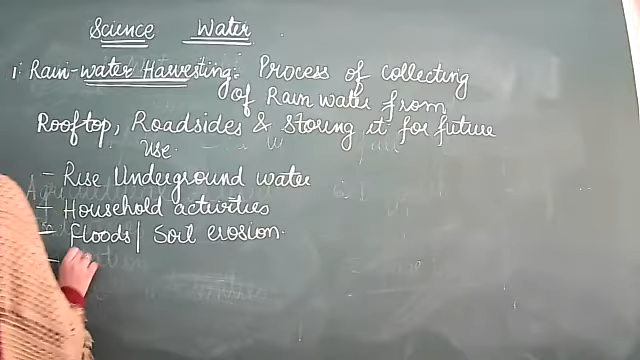 Science Water
1: Rain-water Harvesting: Process of collecting
of Rain water from
Rooftop, Roadsides & storing it for future
use.
- Rise Underground water
- Household activities
- Floods/ Soil erosion.
-